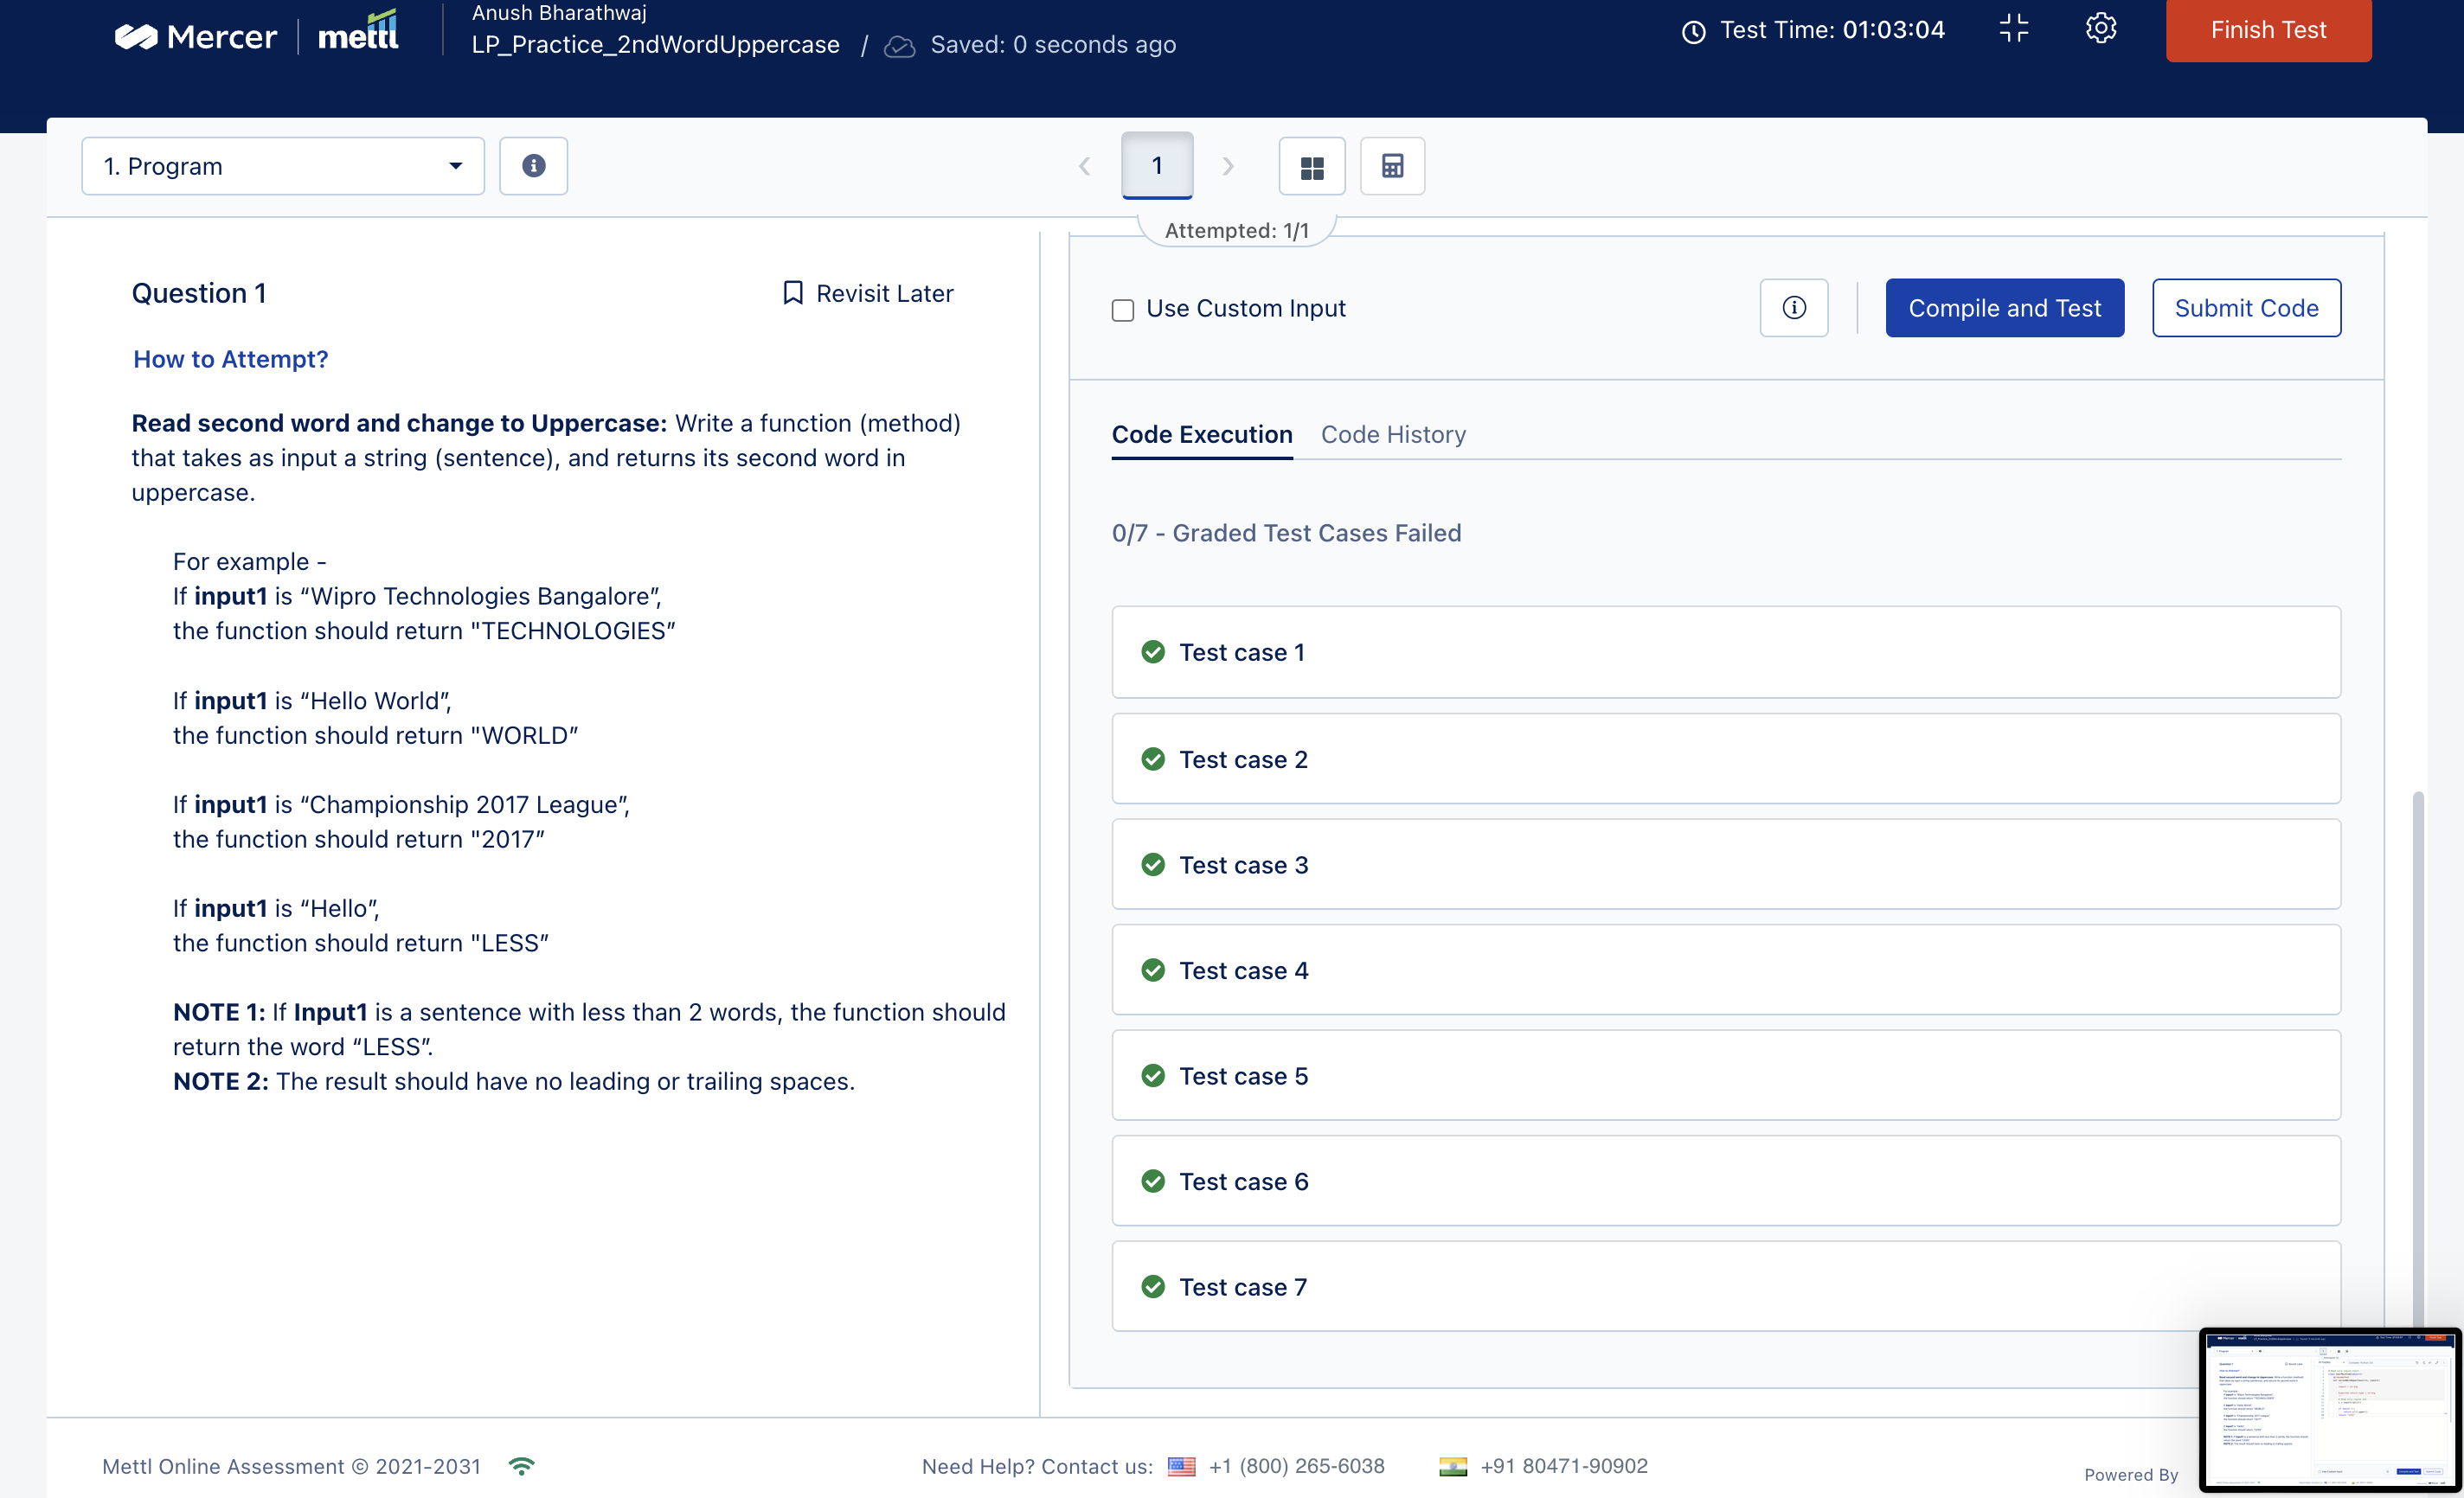 Mercer | mettl
Anush Bharathwaj
LP_Practice_2ndWordUppercase / Saved: 0 seconds ago
Test Time: 01:03:04
Finish Test
1. Program
1
Attempted: 1/1
Question 1
Revisit Later
How to Attempt?
Read second word and change to Uppercase: Write a function (method)
that takes as input a string (sentence), and returns its second word in
uppercase.
For example -
If input1 is “Wipro Technologies Bangalore”,
the function should return "TECHNOLOGIES”
If input1 is “Hello World”,
the function should return "WORLD”
If input1 is “Championship 2017 League”,
the function should return "2017”
If input1 is “Hello”,
the function should return "LESS”
NOTE 1: If Input1 is a sentence with less than 2 words, the function should
return the word “LESS”.
NOTE 2: The result should have no leading or trailing spaces.
Use Custom Input
Compile and Test
Submit Code
Code Execution
Code History
0/7 - Graded Test Cases Failed
Test case 1
Test case 2
Test case 3
Test case 4
Test case 5
Test case 6
Test case 7
Mettl Online Assessment © 2021-2031
Need Help? Contact us: +1 (800) 265-6038 +91 80471-90902
Powered By